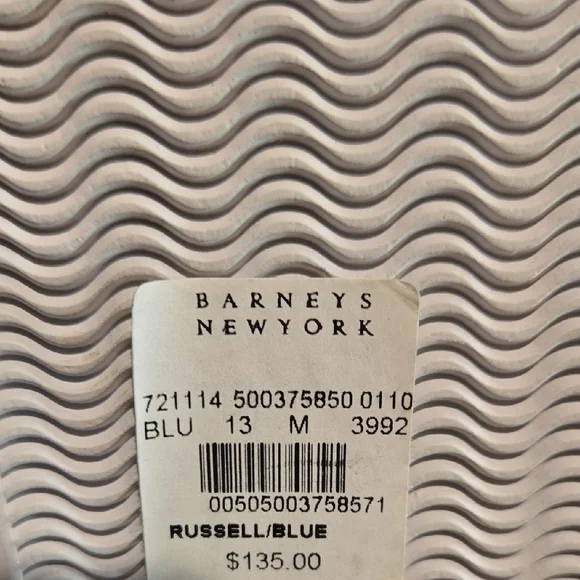 BARNEYS
NEWYORK
721114 500375850 0110
BLU 13 M 3992
00505003758571
RUSSELL/BLUE
$135.00